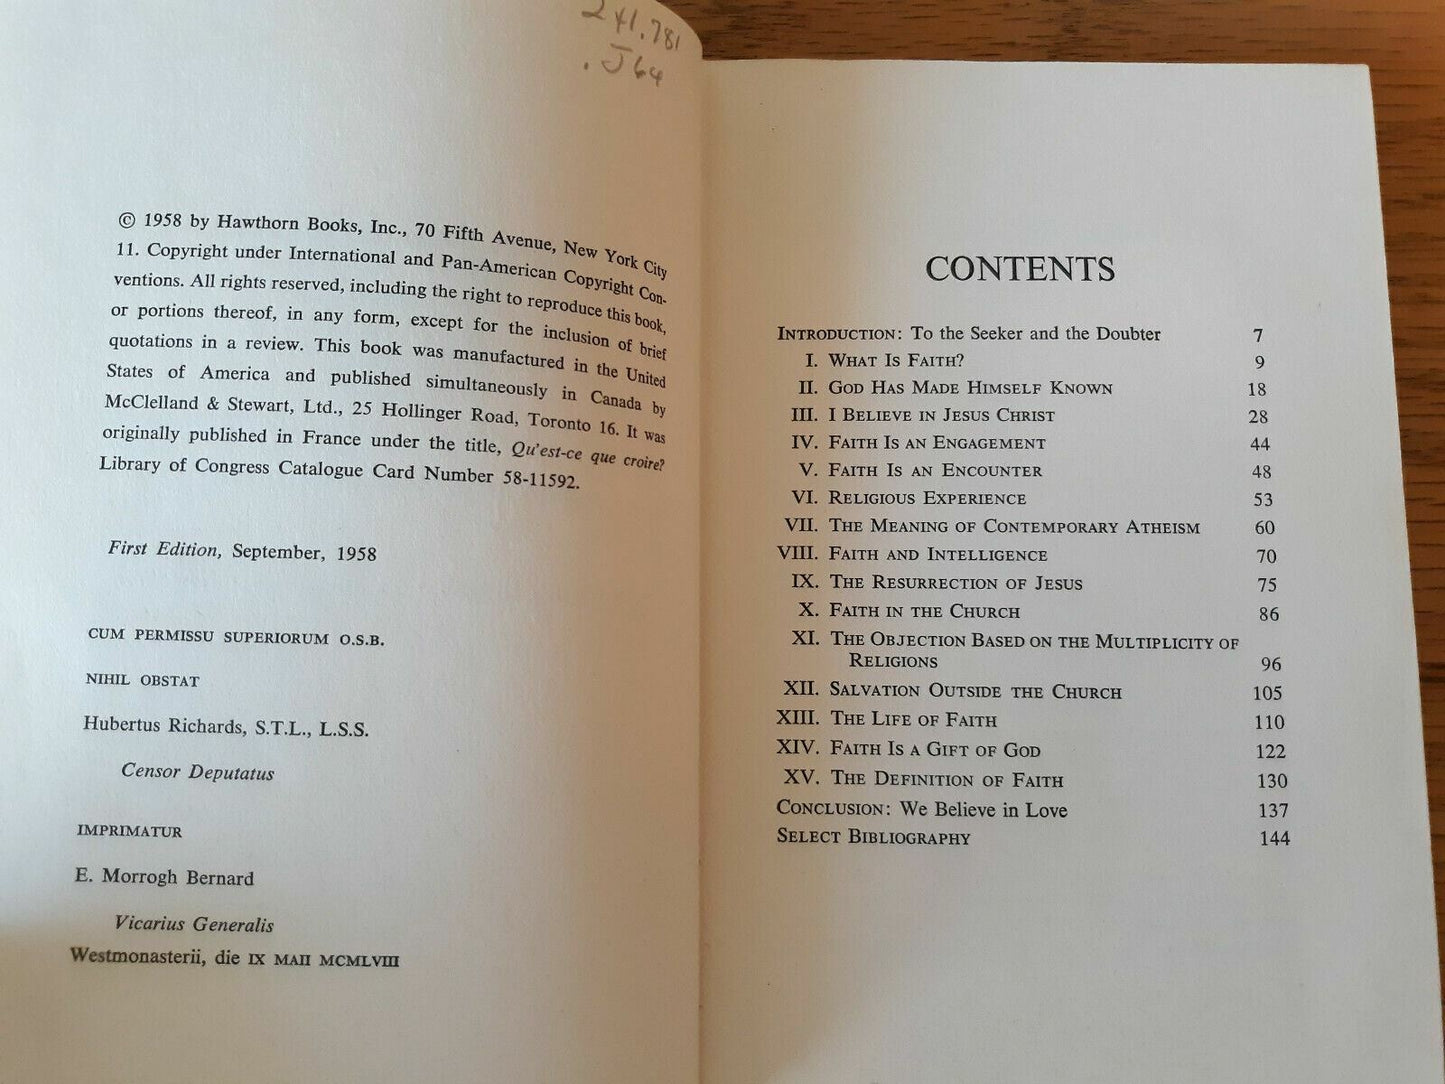 241.781
.J64
© 1958 by Hawthorn Books, Inc., 70 Fifth Avenue, New York City
11. Copyright under International and Pan-American Copyright Con-
ventions. All rights reserved, including the right to reproduce this book,
or portions thereof, in any form, except for the inclusion of brief
quotations in a review. This book was manufactured in the United
States of America and published simultaneously in Canada by
McClelland & Stewart, Ltd., 25 Hollinger Road, Toronto 16. It was
originally published in France under the title, Qu'est-ce que croire?
Library of Congress Catalogue Card Number 58-11592.
First Edition, September, 1958
CUM PERMISSU SUPERIORUM O.S.B.
NIHIL OBSTAT
Hubertus Richards, S.T.L., L.S.S.
Censor Deputatus
IMPRIMATUR
E. Morrogh Bernard
Vicarius Generalis
Westmonasterii, die IX MAII MCMLVIII
CONTENTS
INTRODUCTION: To the Seeker and the Doubter 7
I. WHAT IS FAITH? 9
II. GOD HAS MADE HIMSELF KNOWN 18
III. I BELIEVE IN JESUS CHRIST 28
IV. FAITH IS AN ENGAGEMENT 44
V. FAITH IS AN ENCOUNTER 48
VI. RELIGIOUS EXPERIENCE 53
VII. THE MEANING OF CONTEMPORARY ATHEISM 60
VIII. FAITH AND INTELLIGENCE 70
IX. THE RESURRECTION OF JESUS 75
X. FAITH IN THE CHURCH 86
XI. THE OBJECTION BASED ON THE MULTIPLICITY OF
RELIGIONS 96
XII. SALVATION OUTSIDE THE CHURCH 105
XIII. THE LIFE OF FAITH 110
XIV. FAITH IS A GIFT OF GOD 122
XV. THE DEFINITION OF FAITH 130
CONCLUSION: We Believe in Love 137
SELECT BIBLIOGRAPHY 144